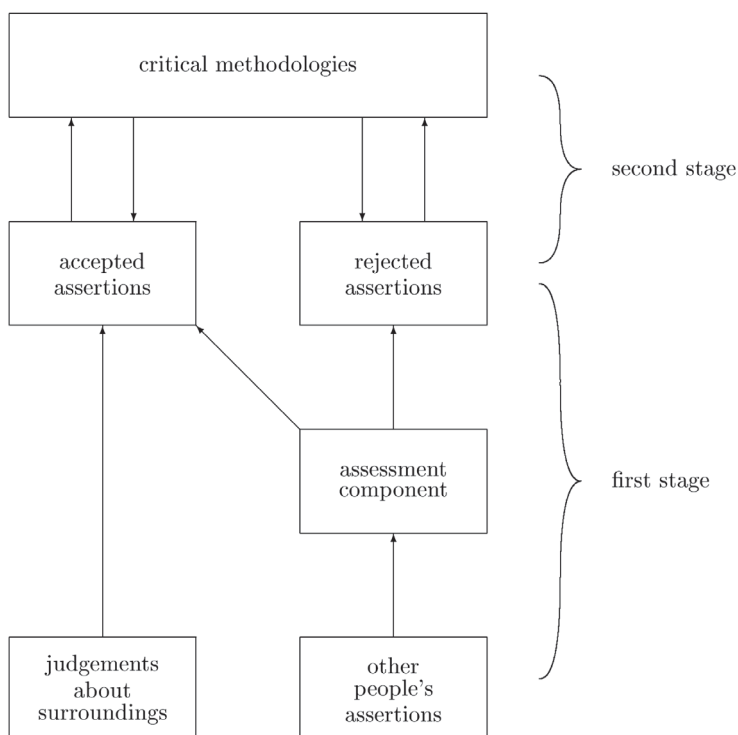 critical methodologies
second stage
accepted
assertions
rejected
assertions
assessment
component
first stage
judgements
about
surroundings
other
people's
assertions